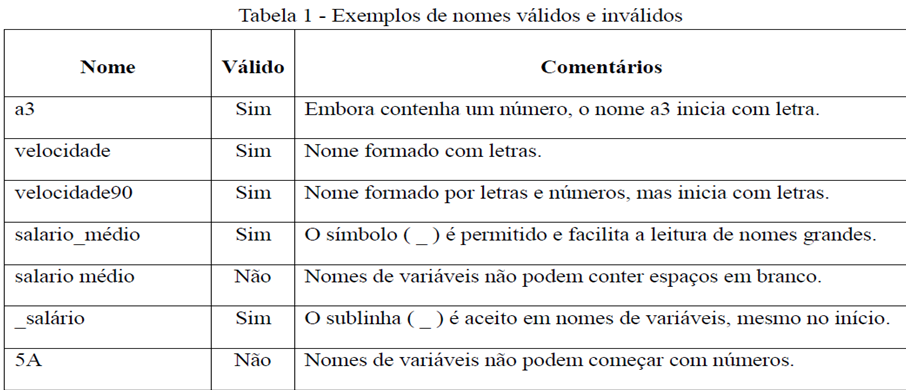 Tabela 1 - Exemplos de nomes válidos e inválidos
Nome Válido Comentários
a3 Sim Embora contenha um número, o nome a3 inicia com letra.
velocidade Sim Nome formado com letras.
velocidade90 Sim Nome formado por letras e números, mas inicia com letras.
salario_médio Sim O símbolo ( _ ) é permitido e facilita a leitura de nomes grandes.
salario médio Não Nomes de variáveis não podem conter espaços em branco.
_salário Sim O sublinha ( _ ) é aceito em nomes de variáveis, mesmo no início.
5A Não Nomes de variáveis não podem começar com números.